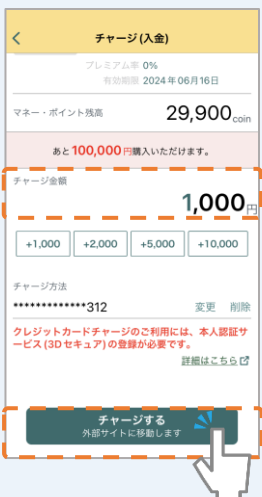 チャージ(入金)
プレミアム率 0%
有効期限 2024年06月16日
マネー・ポイント残高 29,900coin
あと100,000円購入いただけます。
チャージ金額
1,000円
+1,000 +2,000 +5,000 +10,000
チャージ方法
*************312 変更 削除
クレジットカードチャージのご利用には、本人認証サ
ービス(3Dセキュア)の登録が必要です。
詳細はこちら
チャージする
外部サイトに移動します